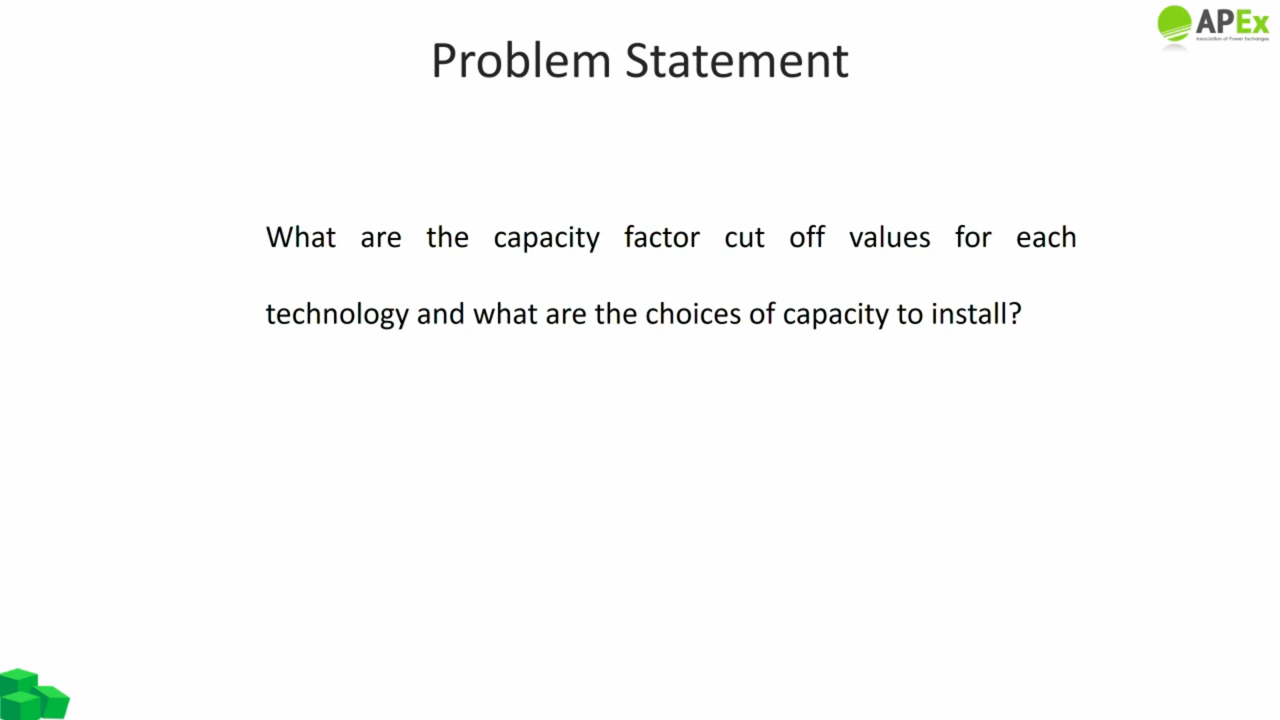 APEx
Association of Power Exchanges
Problem Statement
What are the capacity factor cut off values for each
technology and what are the choices of capacity to install?